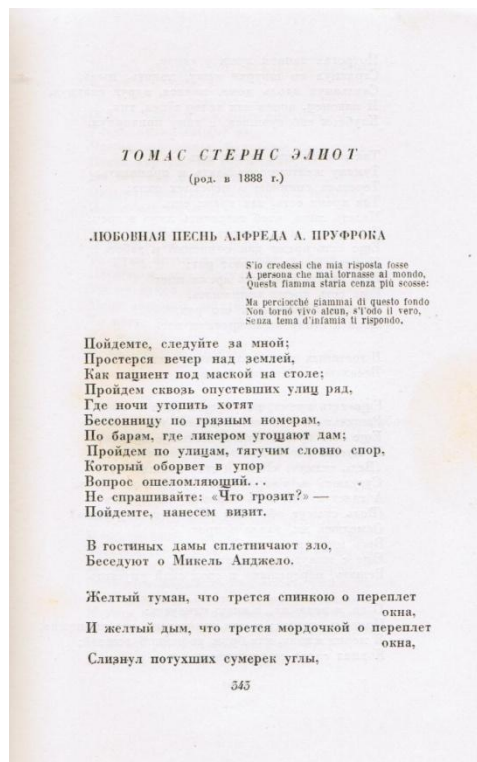 ТОМАС СТЕРНС ЭЛИОТ
(род. в 1888 г.)
ЛЮБОВНАЯ ПЕСНЬ АЛФРЕДА А. ПРУФРОКА
S'io credessi che mia risposta fosse
A persona che mai tornasse al mondo,
Questa fiamma staria cenza più scosse:
Ma perciocchè giammai di questo fondo
Non tornò vivo alcun, s'i'odo il vero,
Senza tema d'infamia ti rispondo.
Пойдемте, следуйте за мной;
Простерся вечер над землей,
Как пациент под маской на столе;
Пройдем сквозь опустевших улиц ряд,
Где ночи утопить хотят
Бессонницу по грязным номерам,
По барам, где ликером угощают дам;
Пройдем по улицам, тягучим словно спор,
Который оборвет в упор
Вопрос ошеломляющий...
Не спрашивайте: «Что грозит?» —
Пойдемте, нанесем визит.
В гостиных дамы сплетничают зло,
Беседуют о Микель Анджело.
Желтый туман, что трется спинкою о переплет
окна,
И желтый дым, что трется мордочкой о переплет
окна,
Слизнул потухших сумерек углы,
343